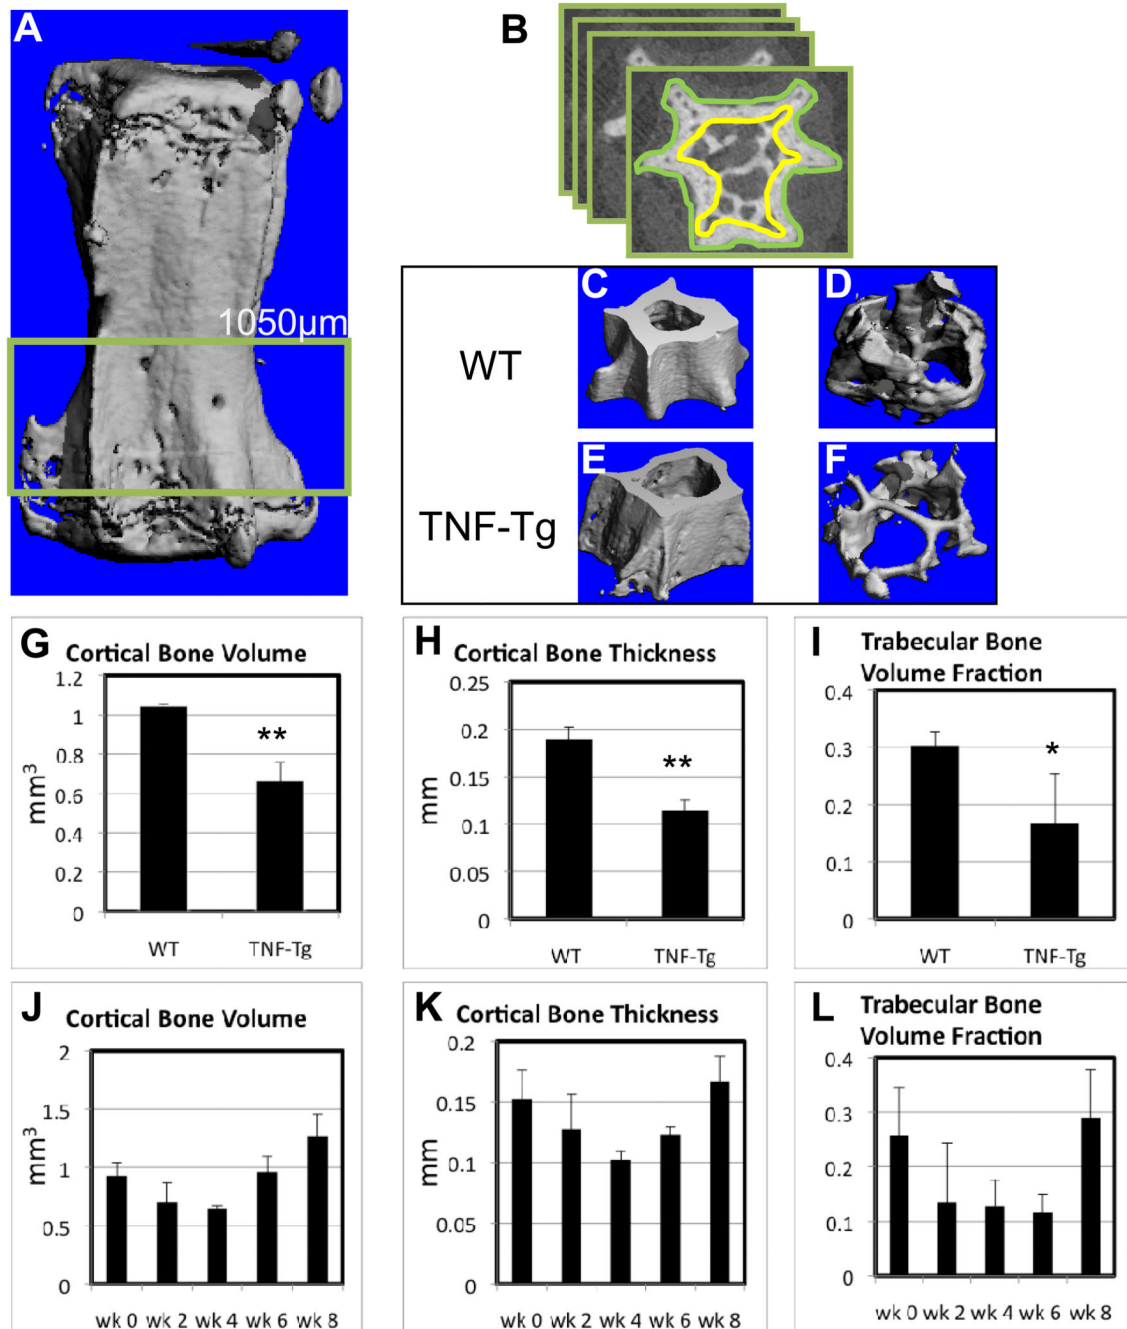 A
B
1050µm
WT
C
D
TNF-Tg
E
F
G
Cortical Bone Volume
1.2
1
0.8
0.6
0.4
0.2
0
mm³
**
WT
TNF-Tg
H
Cortical Bone Thickness
0.25
0.2
0.15
0.1
0.05
0
mm
**
WT
TNF-Tg
I
Trabecular Bone
Volume Fraction
0.4
0.3
0.2
0.1
0
*
WT
TNF-Tg
J
Cortical Bone Volume
2
1.5
1
0.5
0
mm³
wk 0 wk 2 wk 4 wk 6 wk 8
K
Cortical Bone Thickness
0.2
0.15
0.1
0.05
0
mm
wk 0 wk 2 wk 4 wk 6 wk 8
L
Trabecular Bone
Volume Fraction
0.4
0.3
0.2
0.1
0
wk 0 wk 2 wk 4 wk 6 wk 8